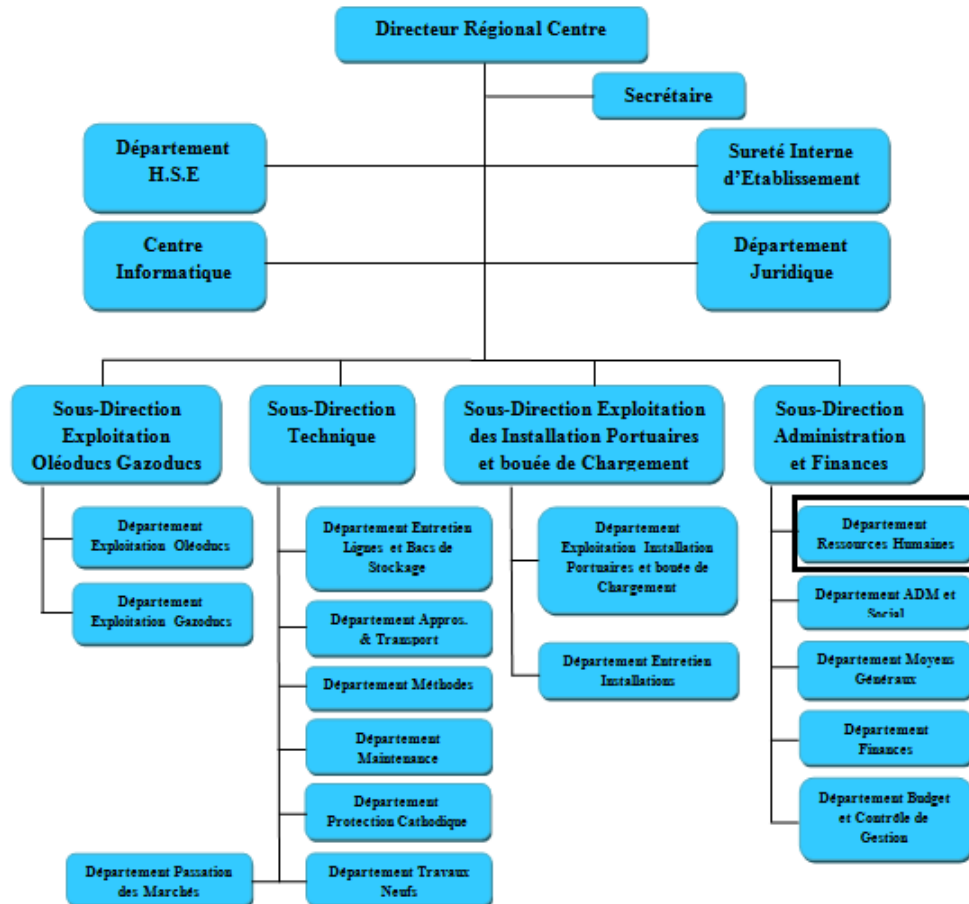 Directeur Régional Centre
Secrétaire
Département
H.S.E
Sureté Interne
d'Etablissement
Centre
Informatique
Département
Juridique
Sous-Direction
Exploitation
Oléoducs Gazoducs
Sous-Direction
Technique
Sous-Direction Exploitation
des Installation Portuaires
et bouée de Chargement
Sous-Direction
Administration
et Finances
Département
Exploitation Oléoducs
Département
Exploitation Gazoducs
Département Entretien
Lignes et Bacs de
Stockage
Département Appros.
& Transport
Département Méthodes
Département
Maintenance
Département
Protection Cathodique
Département Passation
des Marchés
Département Travaux
Neufs
Département
Exploitation Installation
Portuaires et bouée de
Chargement
Département Entretien
Installations
Département
Ressources Humaines
Département ADM et
Social
Département Moyens
Généraux
Département
Finances
Département Budget
et Contrôle de
Gestion